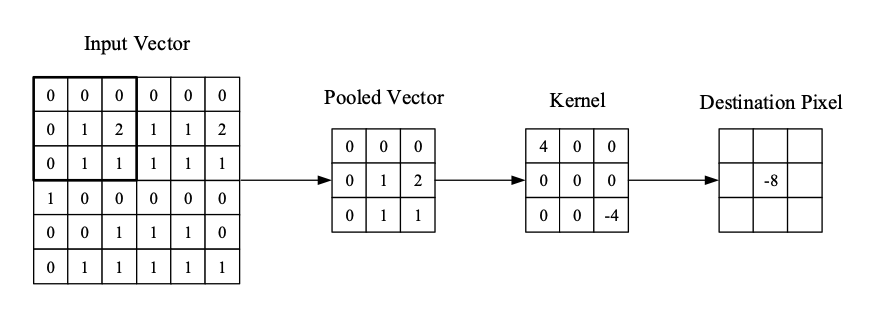 Input Vector
0 0 0 0 0 0
0 1 2 1 1 2
0 1 1 1 1 1
1 0 0 0 0 0
0 0 1 1 1 0
0 1 1 1 1 1
Pooled Vector
0 0 0
0 1 2
0 1 1
Kernel
4 0 0
0 0 0
0 0 -4
Destination Pixel
-8